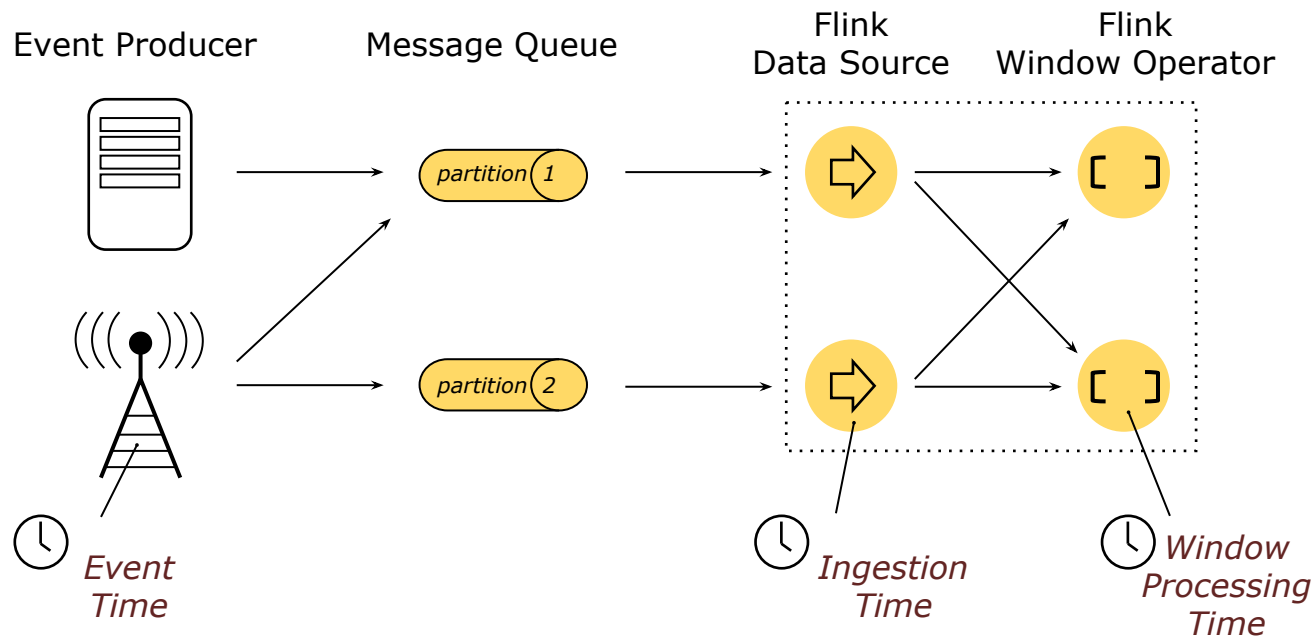 Event Producer
Message Queue
Flink
Data Source
Flink
Window Operator
partition 1
partition 2
Event
Time
Ingestion
Time
Window
Processing
Time